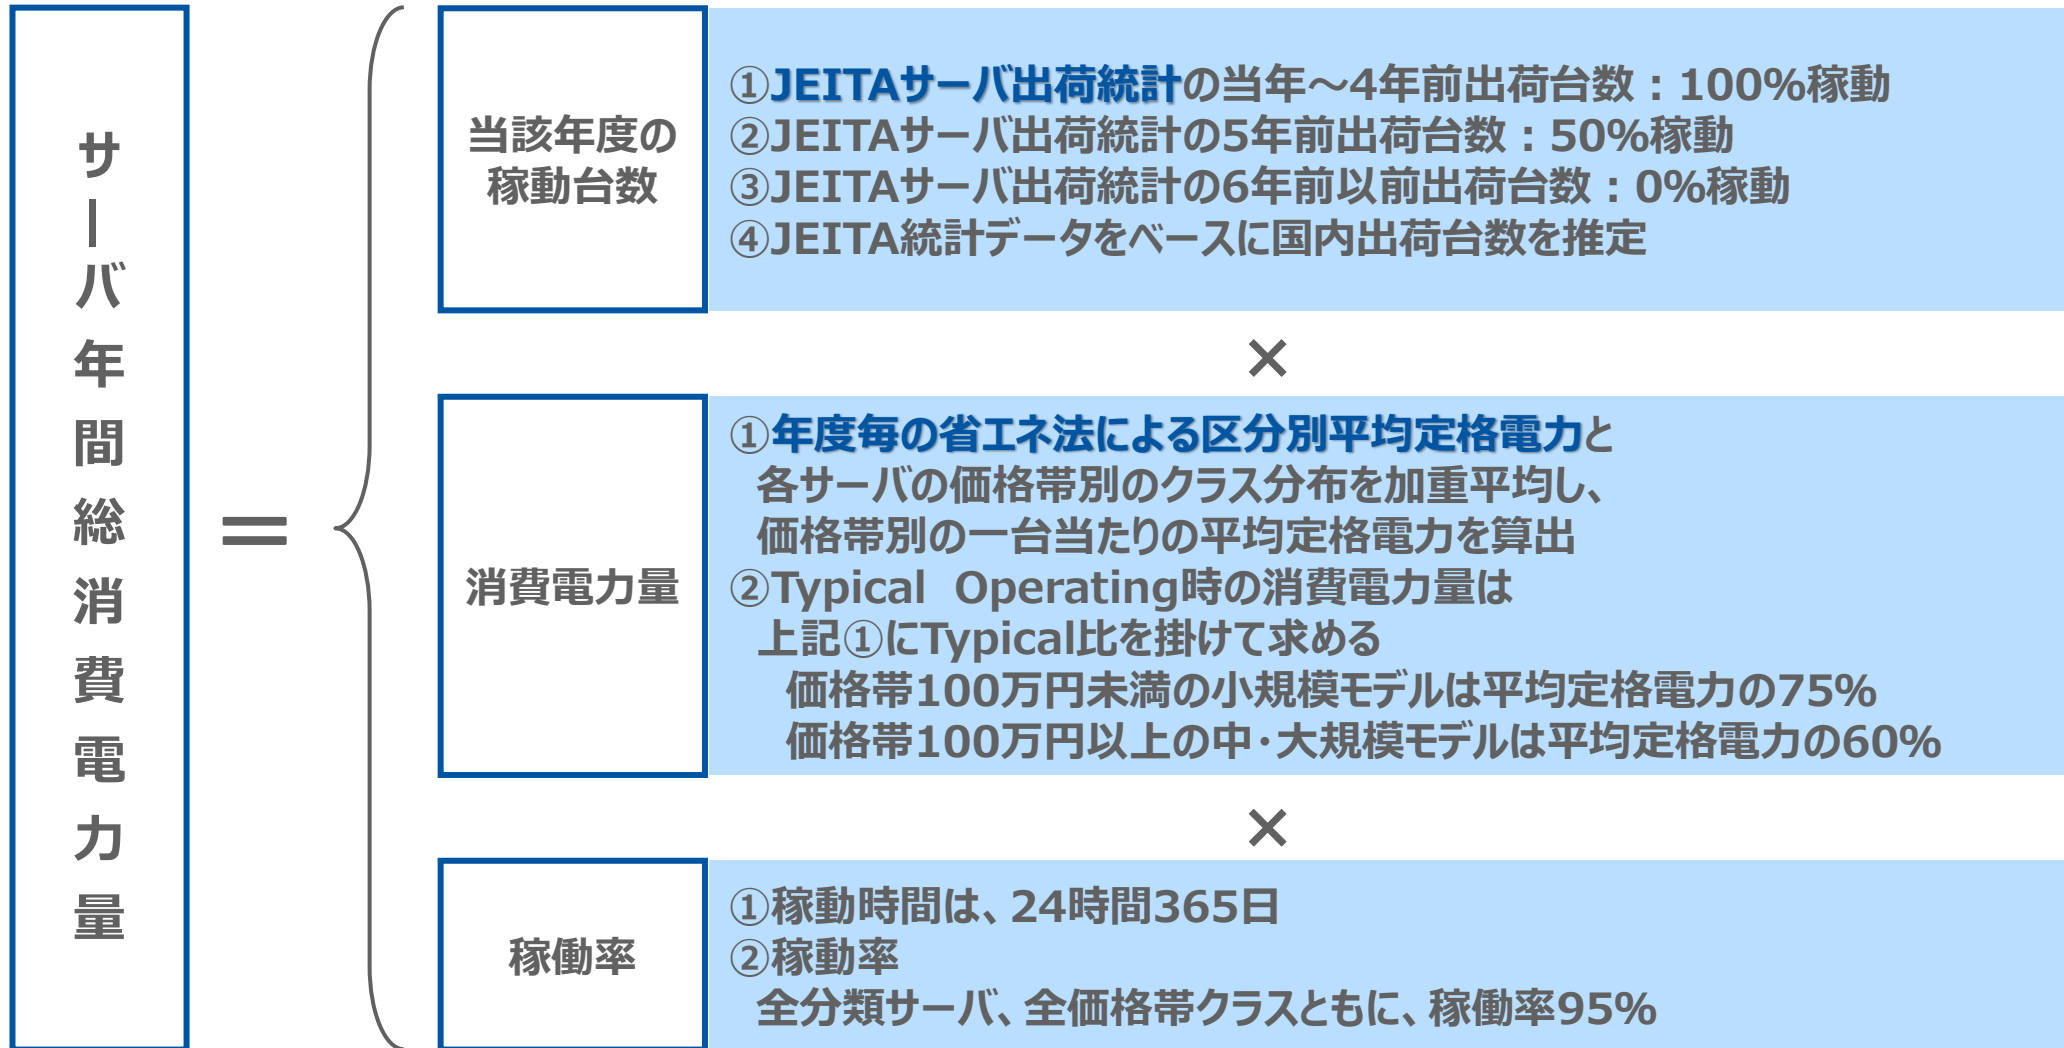 サーバ年間総消費電力量
＝
当該年度の
稼動台数
①JEITAサーバ出荷統計の当年～4年前出荷台数：100%稼動
②JEITAサーバ出荷統計の5年前出荷台数：50%稼動
③JEITAサーバ出荷統計の6年前以前出荷台数：0%稼動
④JEITA統計データをベースに国内出荷台数を推定
×
消費電力量
①年度毎の省エネ法による区分別平均定格電力と
各サーバの価格帯別のクラス分布を加重平均し、
価格帯別の一台当たりの平均定格電力を算出
②Typical Operating時の消費電力量は
上記①にTypical比を掛けて求める
価格帯100万円未満の小規模モデルは平均定格電力の75%
価格帯100万円以上の中･大規模モデルは平均定格電力の60%
×
稼働率
①稼動時間は、24時間365日
②稼動率
全分類サーバ、全価格帯クラスともに、稼働率95%